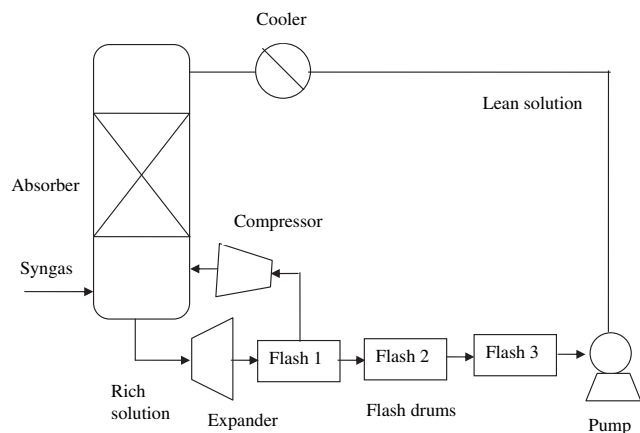 Cooler
Lean solution
Absorber
Compressor
Syngas
Flash 1
Flash 2
Flash 3
Rich
solution
Expander
Flash drums
Pump